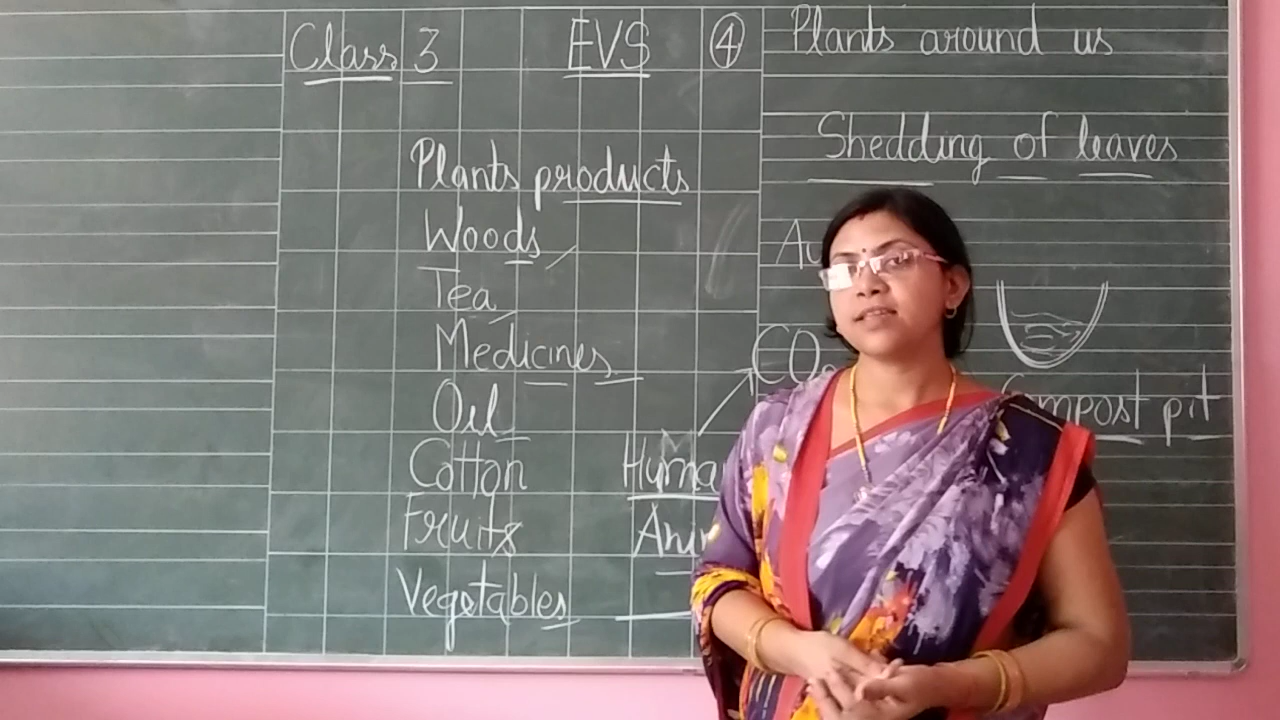 Class 3 EVS 4
Plants products
Woods
Tea
Medicines
Oil
Cotton
Fruits
Vegetables
Plants around us
Shedding of leaves
CO
Compost pit